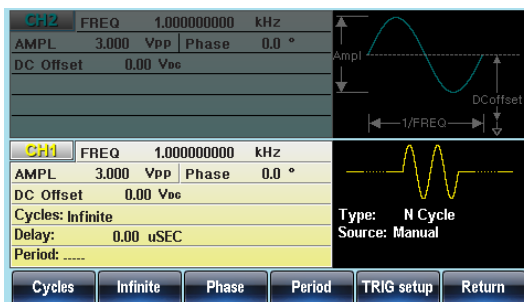 CH2 FREQ 1.000000000 kHz
AMPL 3.000 VPP Phase 0.0 °
DC Offset 0.00 VDC
Ampl
DCoffset
1/FREQ
CH1 FREQ 1.000000000 kHz
AMPL 3.000 VPP Phase 0.0 °
DC Offset 0.00 VDC
Cycles: Infinite
Delay: 0.00 uSEC
Period: .....
Type: N Cycle
Source: Manual
Cycles Infinite Phase Period TRIG setup Return